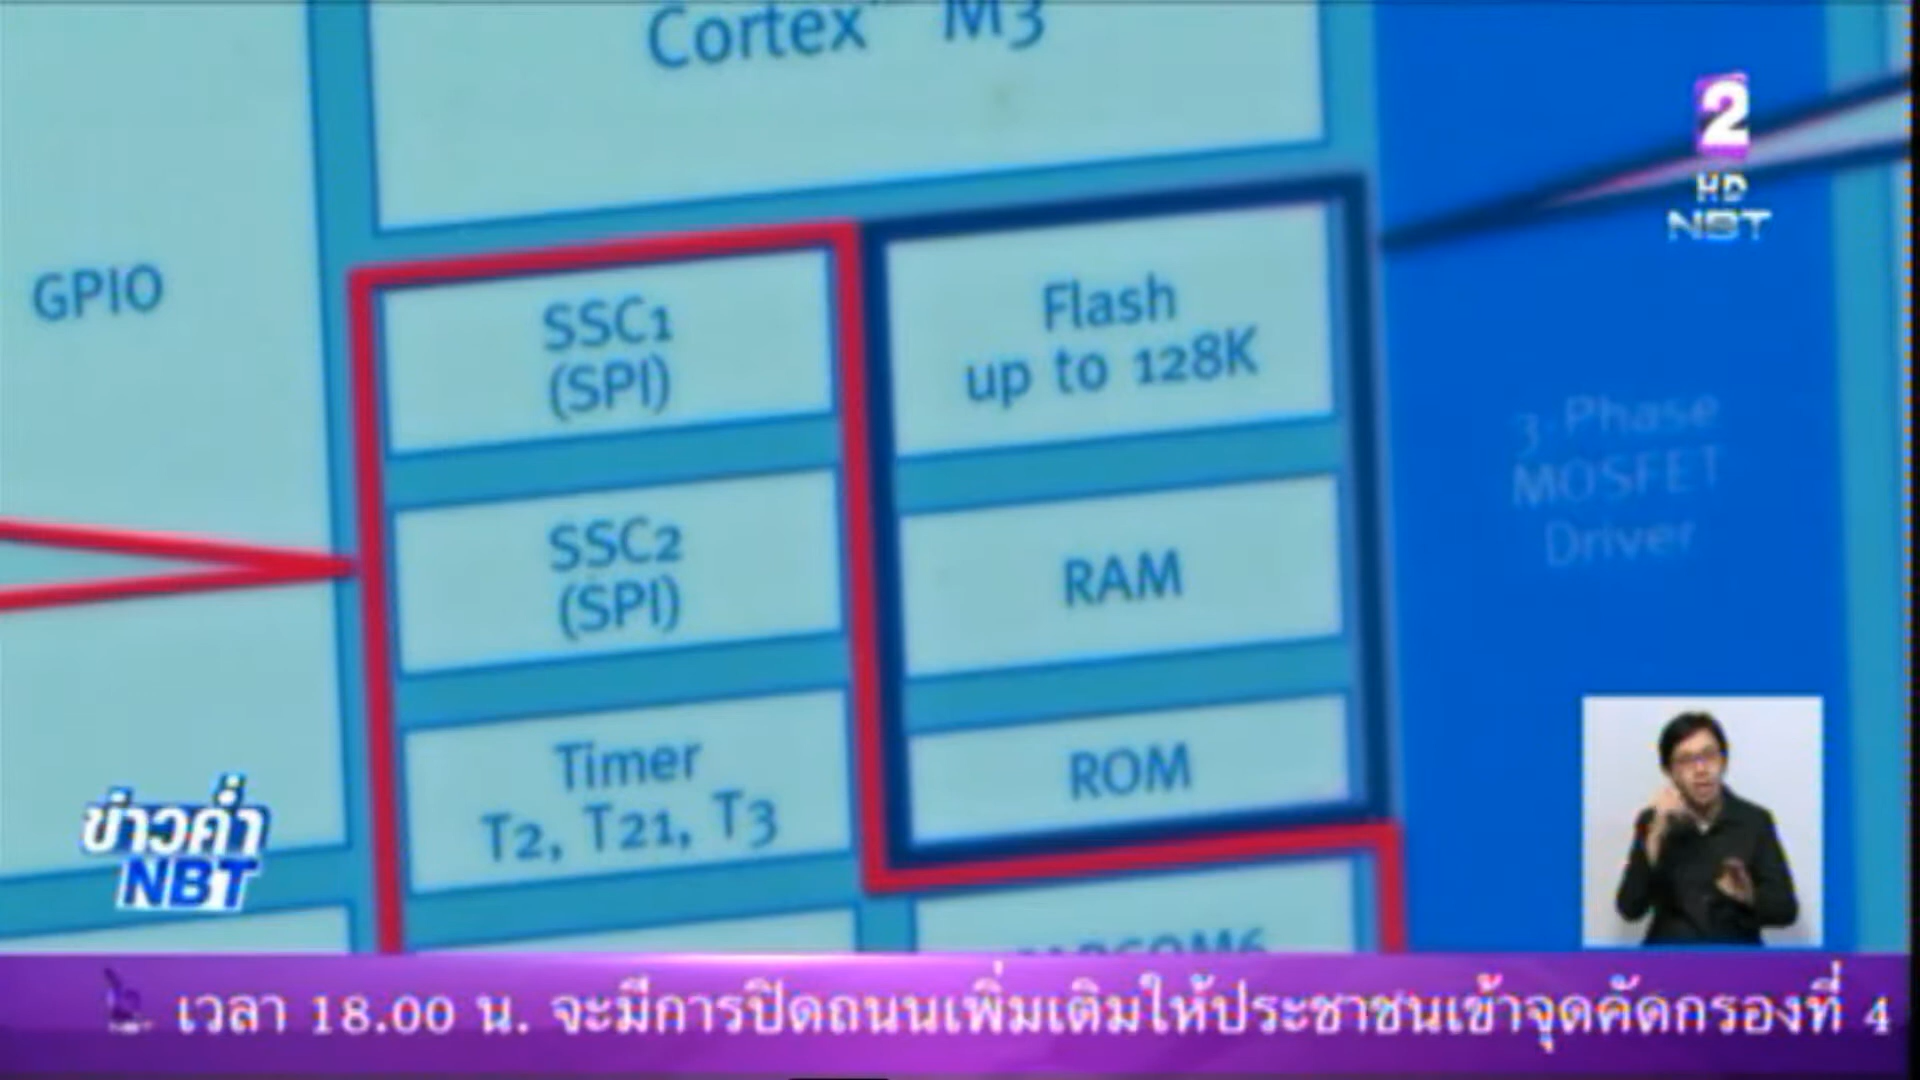 Cortex™ M3
2
HD
NBT
GPIO
SSC1
(SPI)
Flash
up to 128K
3-Phase
MOSFET
Driver
SSC2
(SPI)
RAM
Timer
T2, T21, T3
ROM
ข่าวค่ำ
NBT
เวลา 18.00 น. จะมีการปิดถนนเพิ่มเติมให้ประชาชนเข้าจุดคัดกรองที่ 4